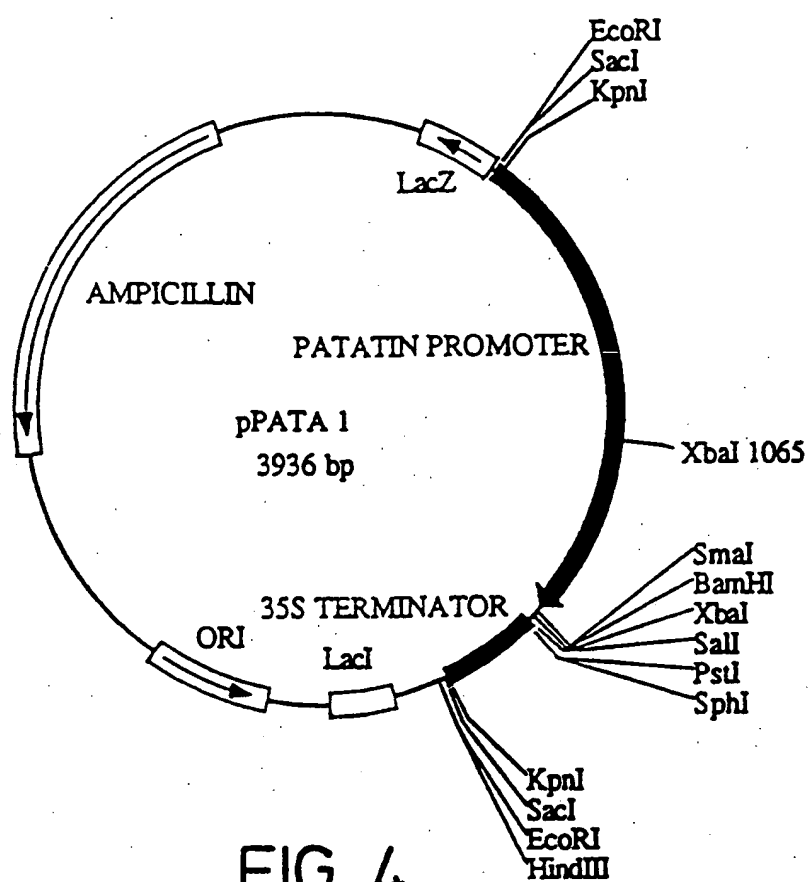 EcoRI
SacI
KpnI
LacZ
AMPICILLIN
PATATIN PROMOTER
pPATA 1
3936 bp
XbaI 1065
SmaI
BamHI
XbaI
SalI
PstI
SphI
35S TERMINATOR
ORI
LacI
KpnI
SacI
EcoRI
HindIII
FIG. 4